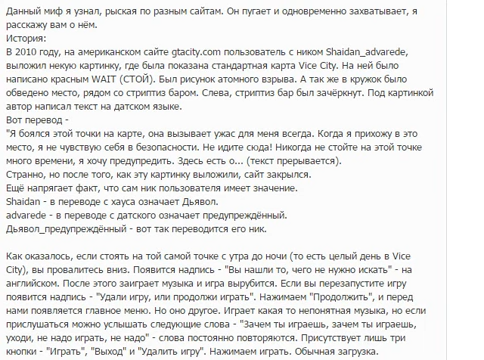 Данный миф я узнал, рыская по разным сайтам. Он пугает и одновременно захватывает, я
расскажу вам о нём.
История:
В 2010 году, на американском сайте gtacity.com пользователь с ником Shaidan_advarede,
выложил некую картинку, где была показана стандартная карта Vice City. На ней было
написано красным WAIT (СТОЙ). Был рисунок атомного взрыва. А так же в кружок было
обведено место, рядом со стриптиз баром. Слева, стриптиз бар был зачёркнут. Под картинкой
автор написал текст на датском языке.
Вот перевод -
"Я боялся этой точки на карте, она вызывает ужас для меня всегда. Когда я прихожу в это
место, я не чувствую себя в безопасности. Не идите сюда! Никогда не стойте на этой точке
много времени, я хочу предупредить. Здесь есть о... (текст прерывается).
Странно, но после того, как эту картинку выложили, сайт закрылся.
Ещё напрягает факт, что сам ник пользователя имеет значение.
Shaidan - в переводе с хауса означает Дьявол.
advarede - в переводе с датского означает предупреждённый.
Дьявол_предупреждённый - вот так переводится его ник.
Как оказалось, если стоять на той самой точке с утра до ночи (то есть целый день в Vice
City), вы провалитесь вниз. Появится надпись - "Вы нашли то, чего не нужно искать" - на
английском. После этого заиграет музыка и игра вырубится. Если вы перезапустите игру
появится надпись - "Удали игру, или продолжи играть". Нажимаем "Продолжить", и перед
нами появляется главное меню. Но оно другое. Играет какая то непонятная музыка, но если
прислушаться можно услышать следующие слова - "Зачем ты играешь, зачем ты играешь,
уходи, не надо играть, не надо" - слова постоянно повторяются. Присутствует лишь три
кнопки - "Играть", "Выход" и "Удалить игру". Нажимаем играть. Обычная загрузка.